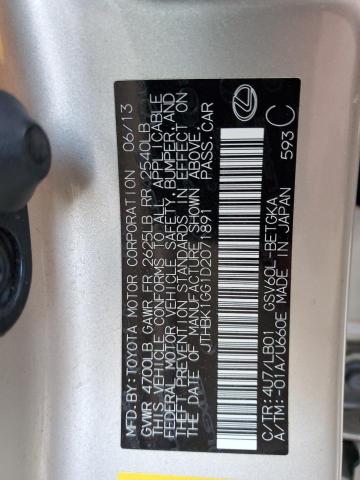 MFD. BY: TOYOTA MOTOR CORPORATION 06/13
GVWR 4700LB GAWR FR 2625LB RR 2540LB
THIS VEHICLE CONFORMS TO ALL APPLICABLE
FEDERAL MOTOR VEHICLE SAFETY, BUMPER, AND
THEFT PREVENTION STANDARDS IN EFFECT ON
THE DATE OF MANUFACTURE SHOWN ABOVE.
JTHBK1GG1D2071691 PASS. CAR
C/TR: 4U7/LB01 GSV60L-BETGKA
A/TM: -01A/U660E MADE IN JAPAN
593 C